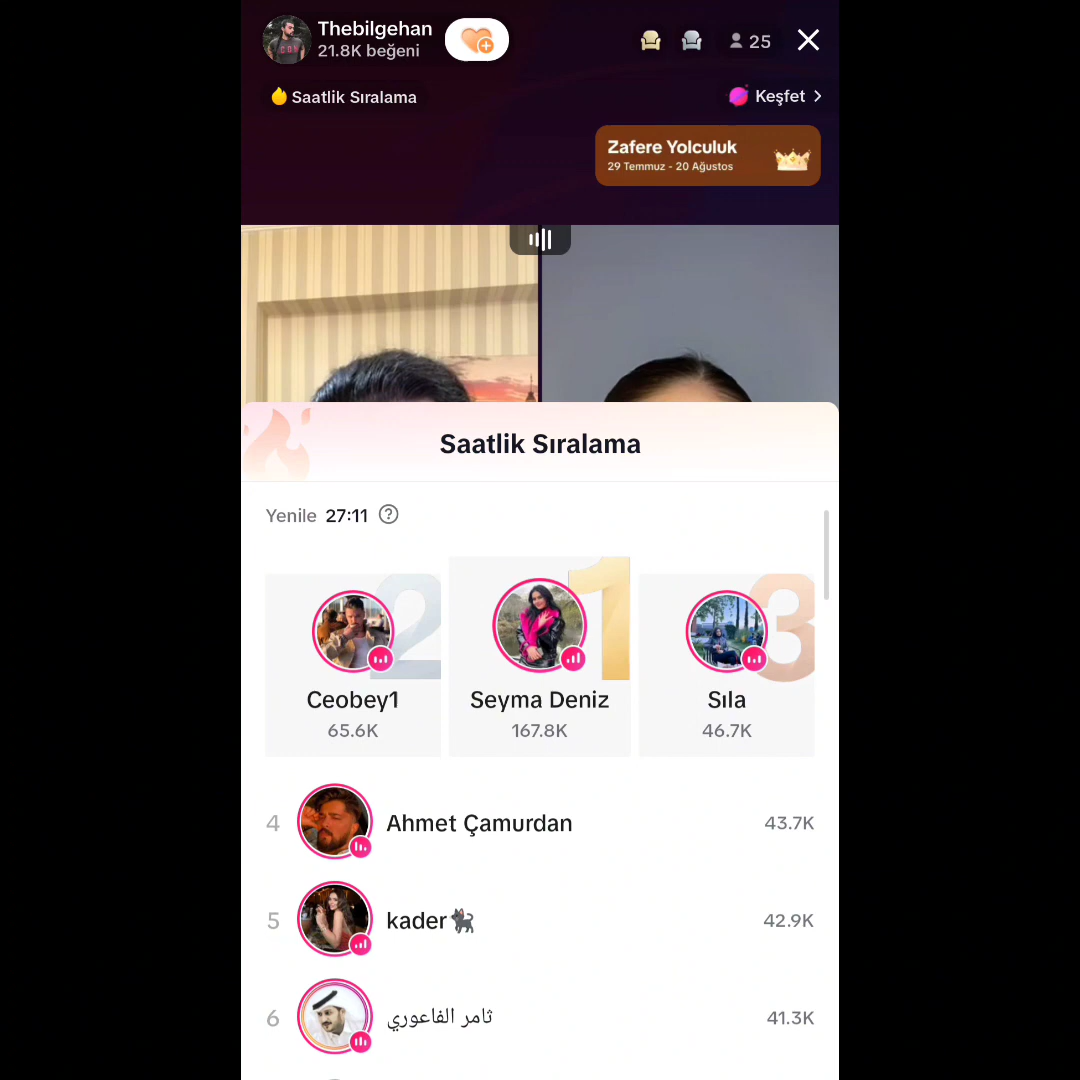 Thebilgehan
21.8K beğeni
25
Saatlik Sıralama
Keşfet
Zafere Yolculuk
29 Temmuz - 20 Ağustos
Saatlik Sıralama
Yenile 27:11
2
1
3
Ceobey1
65.6K
Seyma Deniz
167.8K
Sıla
46.7K
4 Ahmet Çamurdan 43.7K
5 kader🐈‍⬛ 42.9K
6 ثامر الفاعوري 41.3K